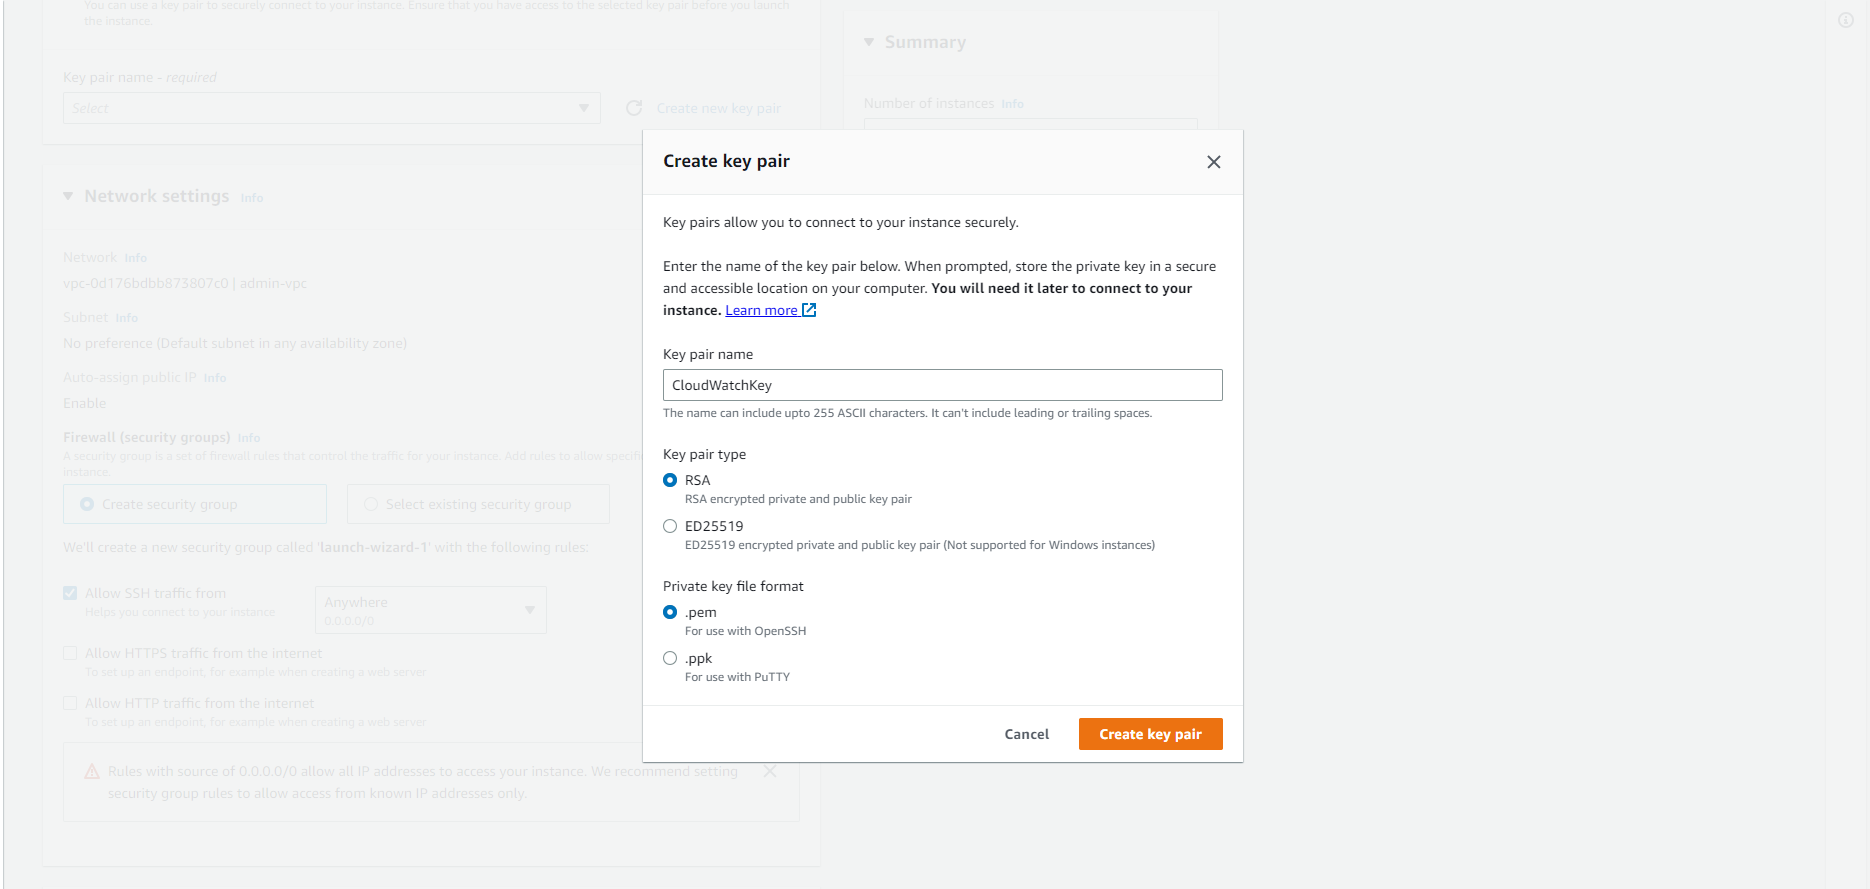 You can use a key pair to securely connect to your instance. Ensure that you have access to the selected key pair before you launch
the instance.
Key pair name - required
Select
Create new key pair
Network settings Info
Network Info
vpc-0d176bdbb873807c0 | admin-vpc
Subnet Info
No preference (Default subnet in any availability zone)
Auto-assign public IP Info
Enable
Firewall (security groups) Info
A security group is a set of firewall rules that control the traffic for your instance. Add rules to allow specifi
instance.
Create security group
Select existing security group
We'll create a new security group called 'launch-wizard-1' with the following rules:
Allow SSH traffic from
Helps you connect to your instance
Anywhere
0.0.0.0/0
Allow HTTPS traffic from the internet
To set up an endpoint, for example when creating a web server
Allow HTTP traffic from the internet
To set up an endpoint, for example when creating a web server
Rules with source of 0.0.0.0/0 allow all IP addresses to access your instance. We recommend setting
security group rules to allow access from known IP addresses only.
Summary
Number of instances Info
Create key pair
Key pairs allow you to connect to your instance securely.
Enter the name of the key pair below. When prompted, store the private key in a secure
and accessible location on your computer. You will need it later to connect to your
instance. Learn more
Key pair name
CloudWatchKey
The name can include upto 255 ASCII characters. It can't include leading or trailing spaces.
Key pair type
RSA
RSA encrypted private and public key pair
ED25519
ED25519 encrypted private and public key pair (Not supported for Windows instances)
Private key file format
.pem
For use with OpenSSH
.ppk
For use with PuTTY
Cancel
Create key pair